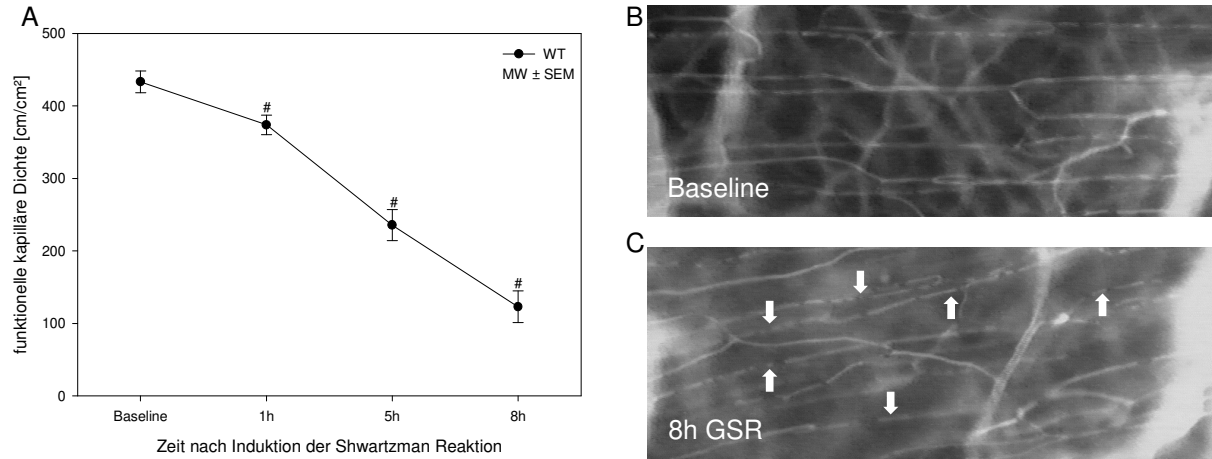 A
funktionelle kapilläre Dichte [cm/cm²]
500
400
300
200
100
0
WT
MW ± SEM
#
#
#
Baseline
1h
5h
8h
Zeit nach Induktion der Shwartzman Reaktion
B
Baseline
C
8h GSR